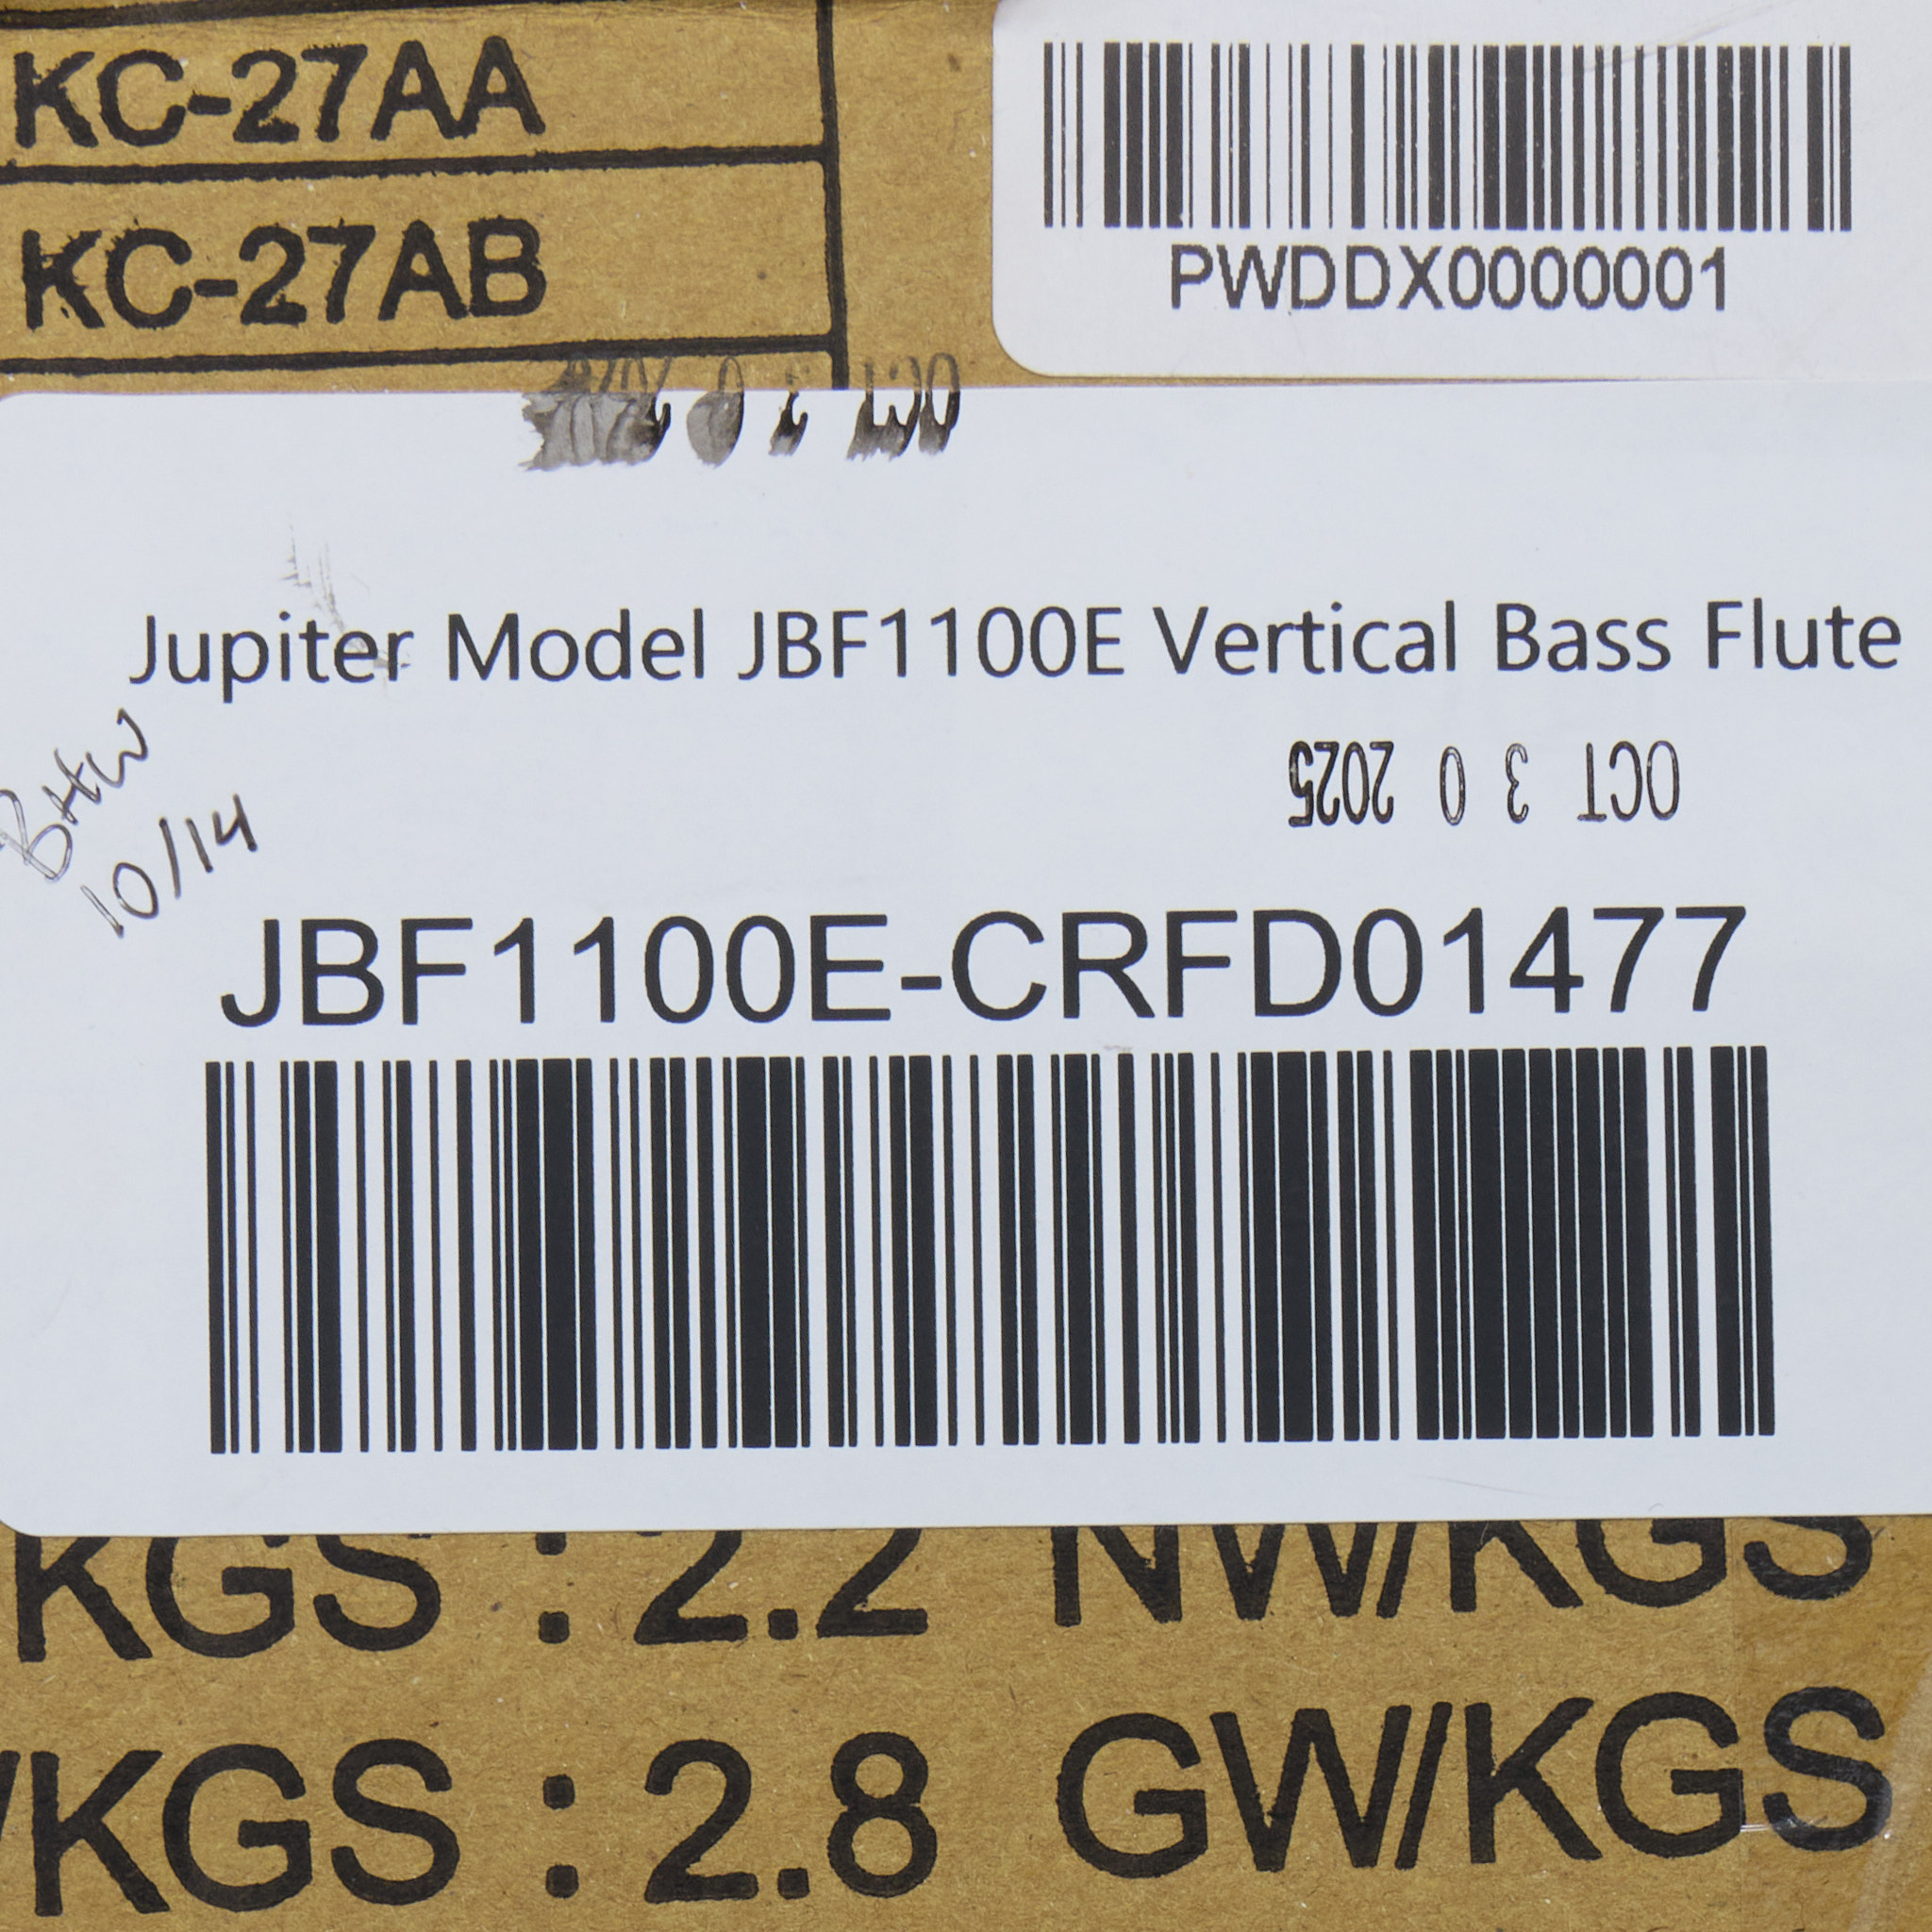 KC-27AA
KC-27AB
PWDDX0000001
OCT
Jupiter Model JBF1100E Vertical Bass Flute
OCT 3 0 2025
BHW
10/14
JBF1100E-CRFD01477
KGS : 2.2 NW/KGS
/KGS : 2.8 GW/KGS